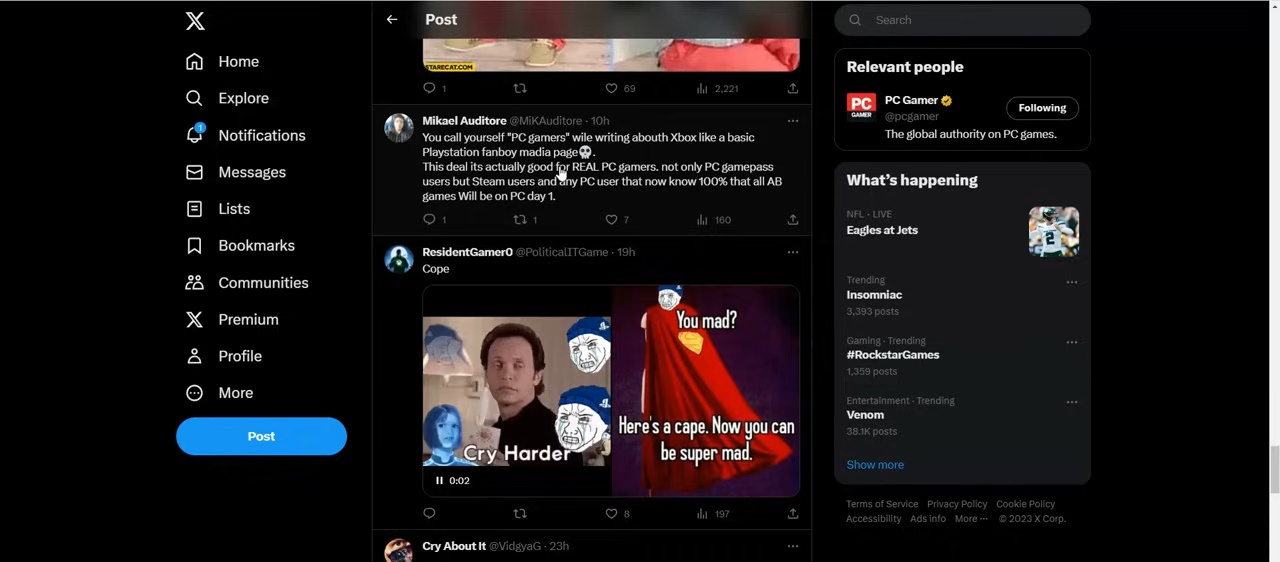 Post
Search
Home
Explore
1
Notifications
Messages
Lists
Bookmarks
Communities
Premium
Profile
More
Post
STARECAT.COM
1
69
2,221
Mikael Auditore @MiKAuditore · 10h
You call yourself "PC gamers" wile writing abouth Xbox like a basic
Playstation fanboy madia page💀.
This deal its actually good for REAL PC gamers. not only PC gamepass
users but Steam users and any PC user that now know 100% that all AB
games Will be on PC day 1.
1
1
7
160
ResidentGamer0 @PoliticalITGame · 19h
Cope
Cry Harder
0:02
You mad?
Here's a cape. Now you can
be super mad.
8
197
Cry About It @VidgyaG · 23h
Relevant people
PC
GAMER
PC Gamer
@pcgamer
Following
The global authority on PC games.
What's happening
NFL · LIVE
Eagles at Jets
2
Trending
Insomniac
3,393 posts
Gaming · Trending
#RockstarGames
1,359 posts
Entertainment · Trending
Venom
38.1K posts
Show more
Terms of Service Privacy Policy Cookie Policy
Accessibility Ads info More ··· © 2023 X Corp.